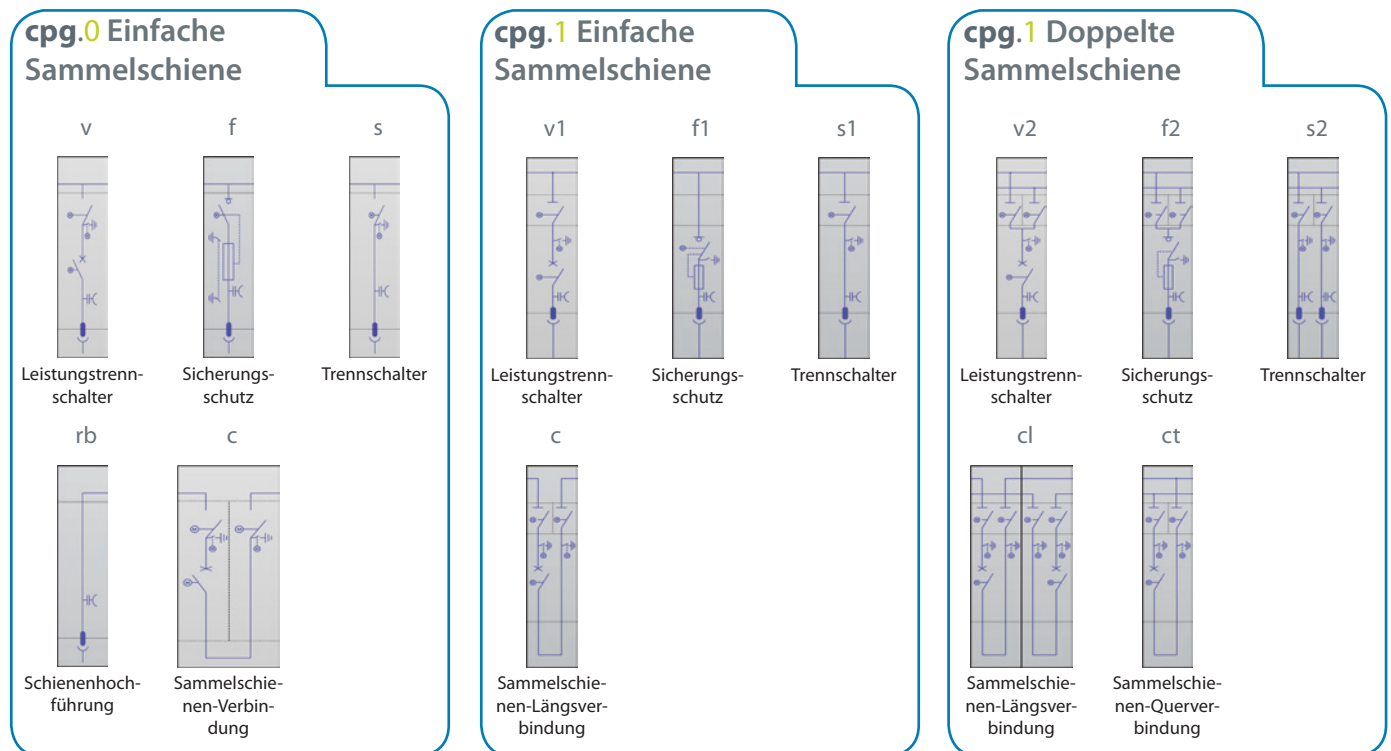 cpg.0 Einfache
Sammelschiene
v
f
s
Leistungstrenn-
schalter
Sicherungs-
schutz
Trennschalter
rb
c
Schienenhoch-
führung
Sammelschie-
nen-Verbin-
dung
cpg.1 Einfache
Sammelschiene
v1
f1
s1
Leistungstrenn-
schalter
Sicherungs-
schutz
Trennschalter
c
Sammelschie-
nen-Längsver-
bindung
cpg.1 Doppelte
Sammelschiene
v2
f2
s2
Leistungstrenn-
schalter
Sicherungs-
schutz
Trennschalter
cl
ct
Sammelschie-
nen-Längsver-
bindung
Sammelschie-
nen-Querver-
bindung